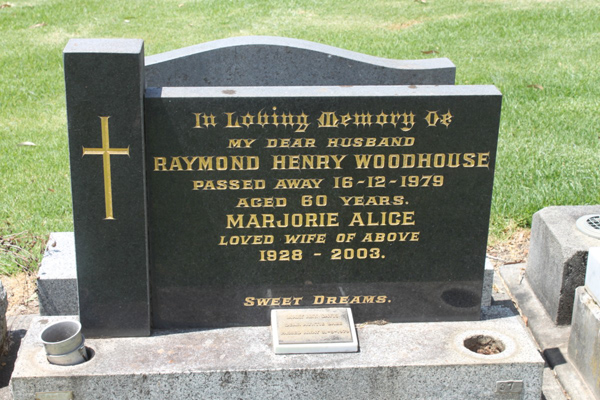 In Loving Memory Of
MY DEAR HUSBAND
RAYMOND HENRY WOODHOUSE
PASSED AWAY 16-12-1979
AGED 60 YEARS.
MARJORIE ALICE
LOVED WIFE OF ABOVE
1928 - 2003.
SWEET DREAMS.